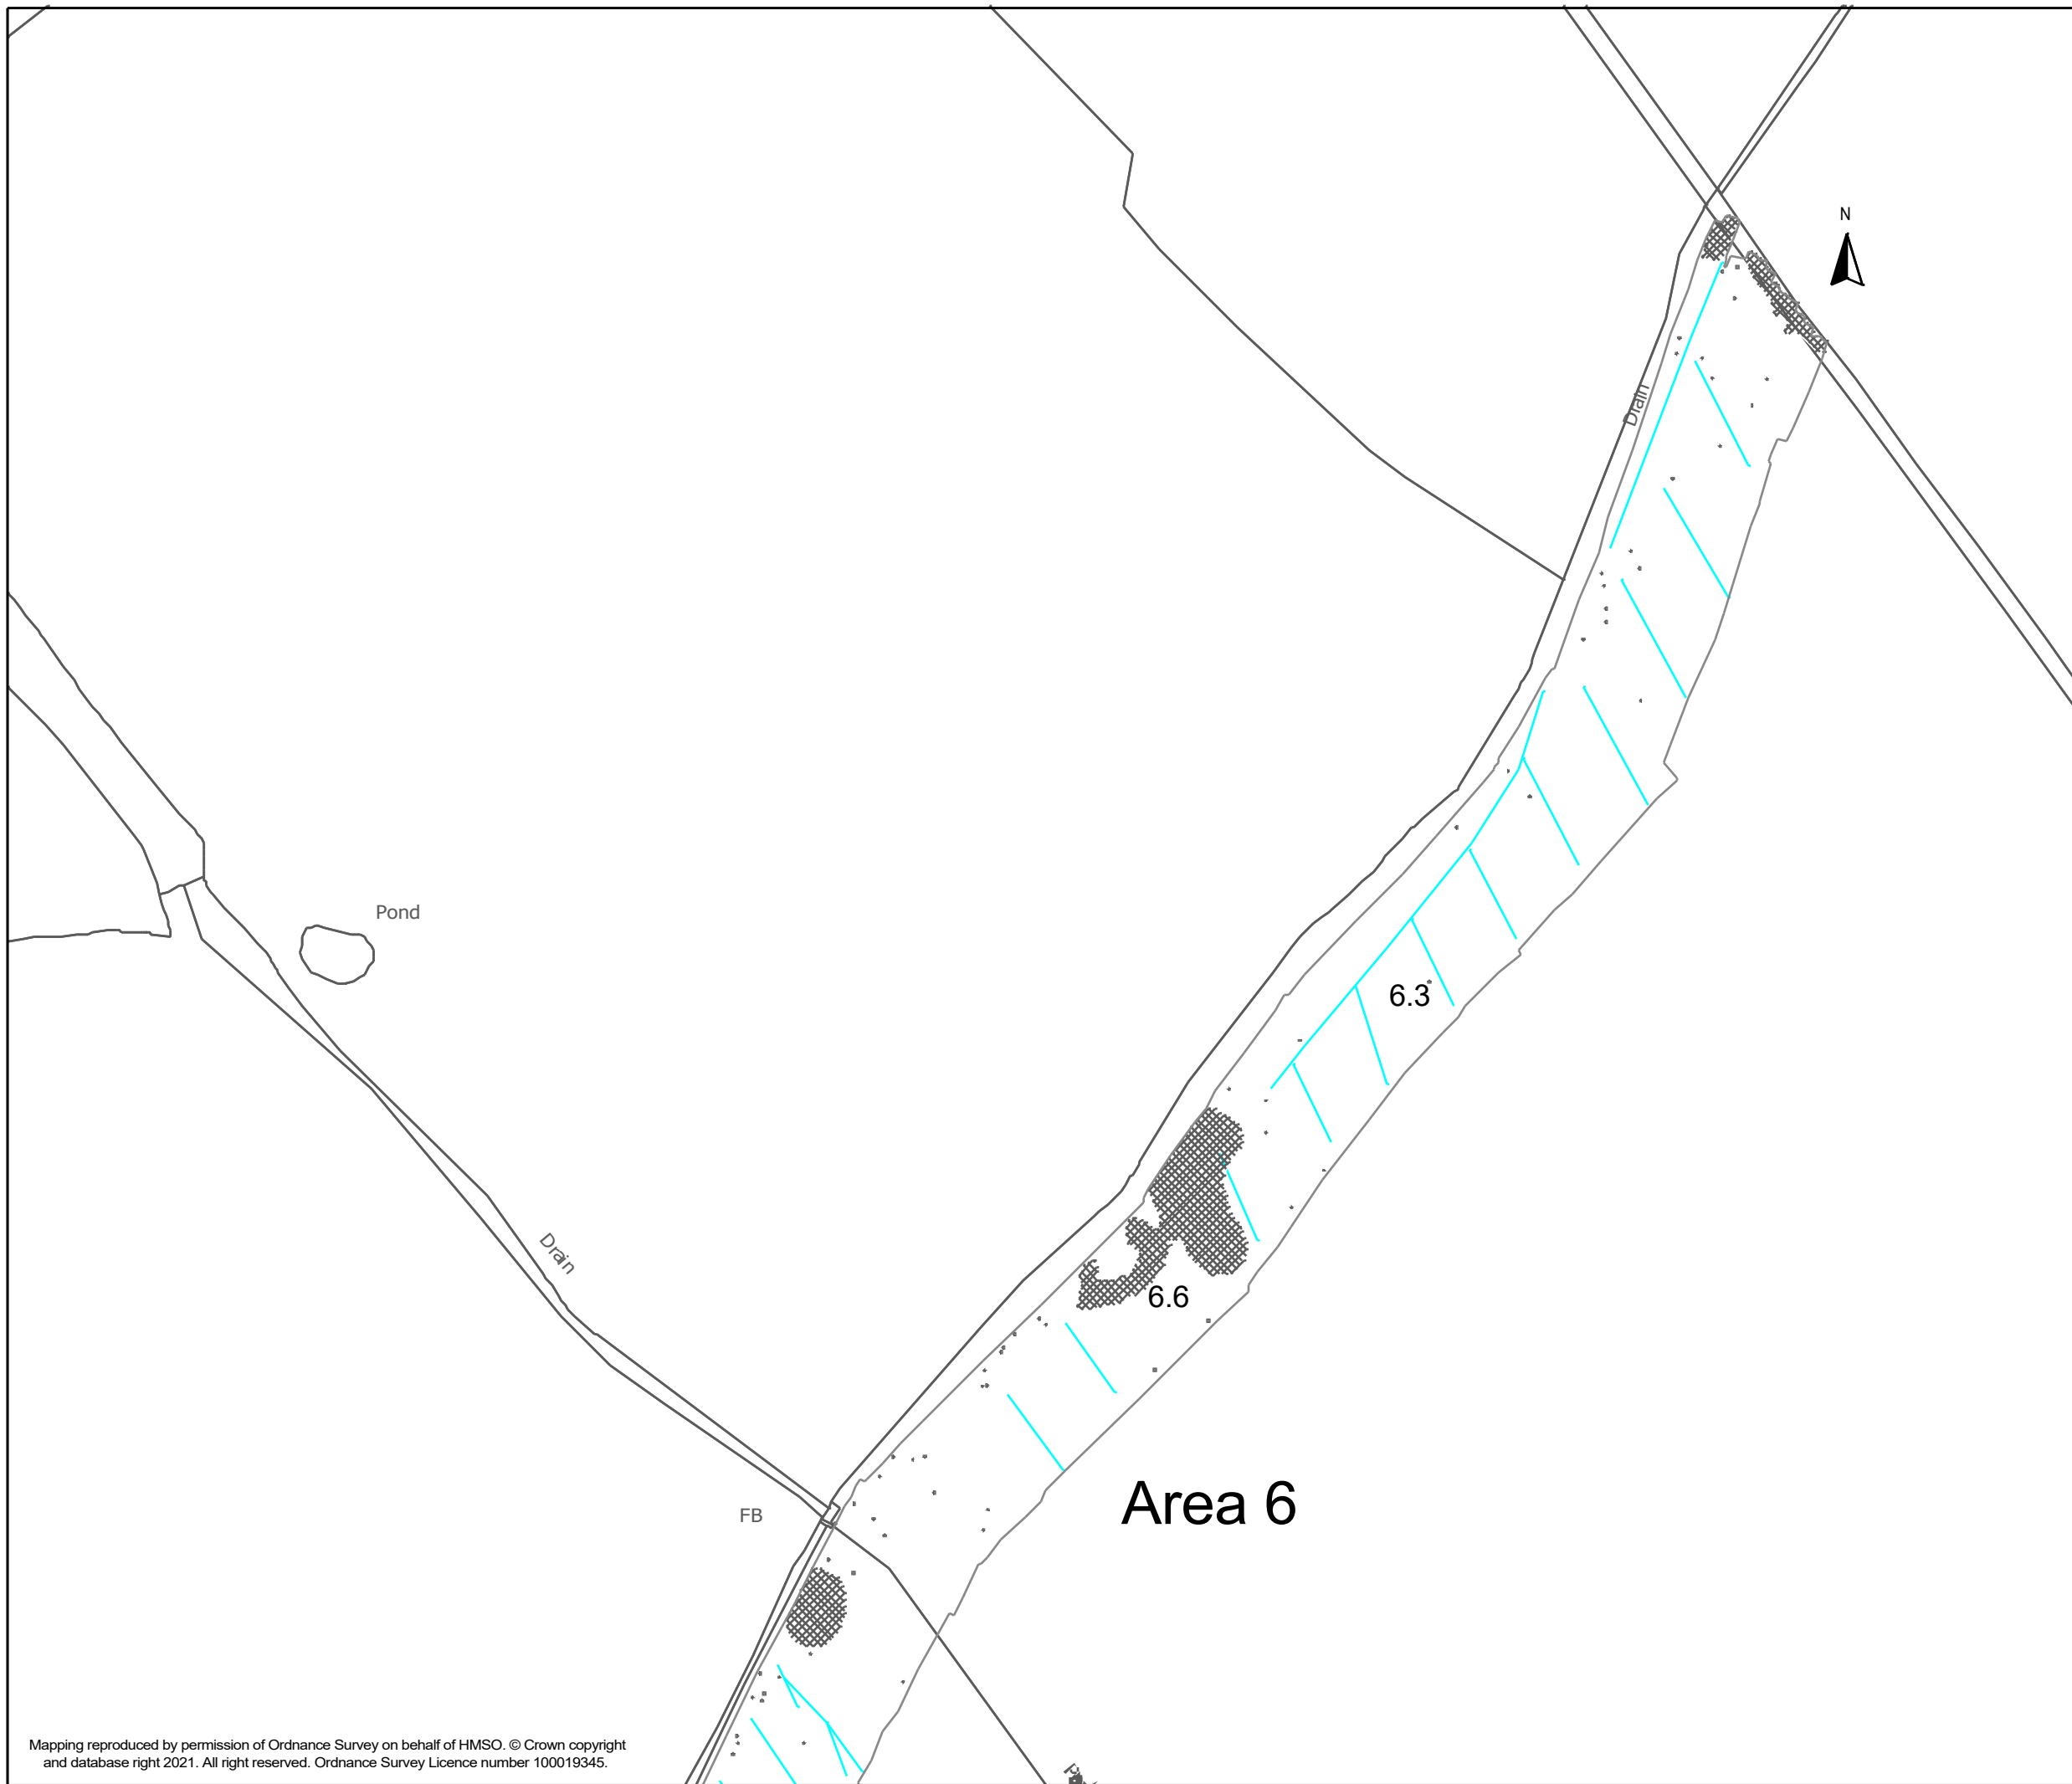 N
Drain
Pond
6.3
Drain
6.6
Area 6
FB
Mapping reproduced by permission of Ordnance Survey on behalf of HMSO. © Crown copyright
and database right 2021. All right reserved. Ordnance Survey Licence number 100019345.